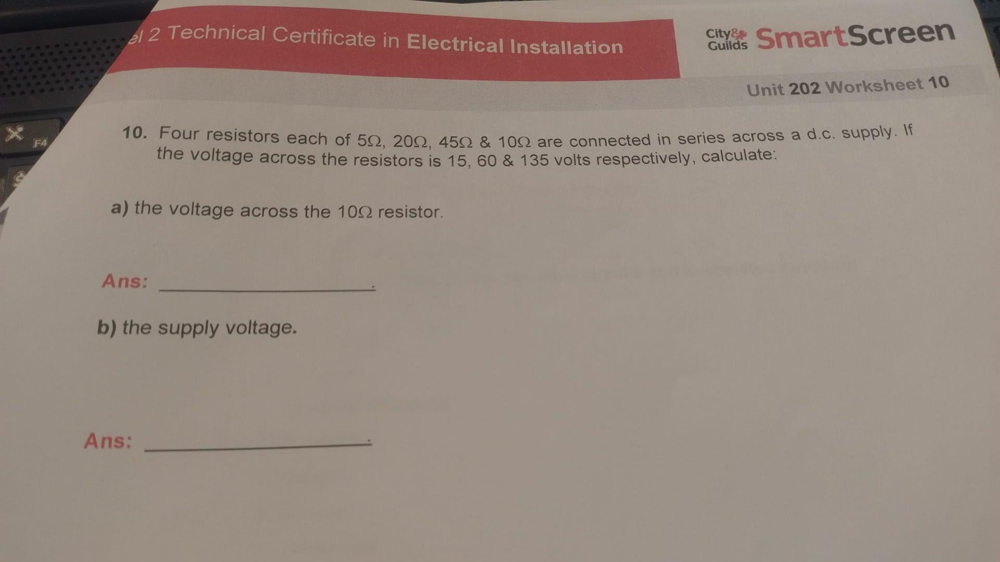 el 2 Technical Certificate in Electrical Installation
City & Guilds SmartScreen
Unit 202 Worksheet 10
F4
$
10. Four resistors each of 5Ω, 20Ω, 45Ω & 10Ω are connected in series across a d.c. supply. If
the voltage across the resistors is 15, 60 & 135 volts respectively, calculate:
a) the voltage across the 10Ω resistor.
Ans: ____________________.
b) the supply voltage.
Ans: ____________________.